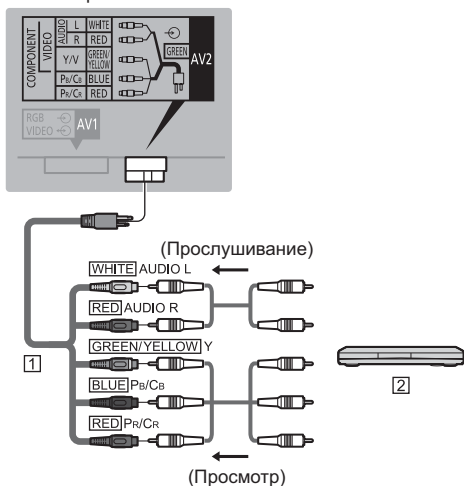 COMPONENT
VIDEO
AUDIO
L WHITE
R RED
Y/V GREEN/YELLOW
PB/CB BLUE
PR/CR RED
GREEN
AV2
RGB
VIDEO
AV1
(Прослушивание)
WHITE AUDIO L
RED AUDIO R
GREEN/YELLOW Y
1
BLUE PB/CB
2
RED PR/CR
(Просмотр)